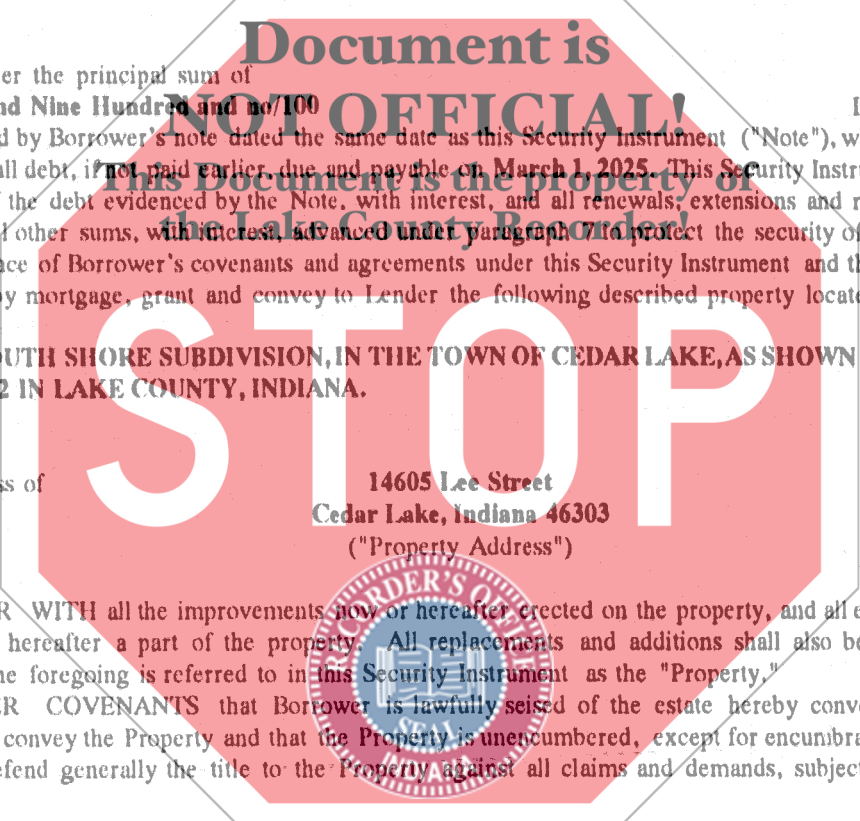 Document is
er the principal sum of
nd Nine Hundred and no/100
NOT OFFICIAL!
d by Borrower's note dated the same date as this Security Instrument ("Note"), w
all debt, if not paid earlier, due and payable on March 1, 2025. This Security Instr
This Document is the property of
f the debt evidenced by the Note, with interest, and all renewals, extensions and
the Lake County Recorder!
other sums, with interest, advanced under paragraph 7 to protect the security of
nce of Borrower's covenants and agreements under this Security Instrument and th
by mortgage, grant and convey to Lender the following described property locate
STOP
OUTH SHORE SUBDIVISION, IN THE TOWN OF CEDAR LAKE, AS SHOWN
2 IN LAKE COUNTY, INDIANA.
ss of
14605 Lee Street
Cedar Lake, Indiana 46303
("Property Address")
RECORDER'S OFFICE
R WITH all the improvements now or hereafter erected on the property, and all e
hereafter a part of the property. All replacements and additions shall also be
ne foregoing is referred to in this Security Instrument as the "Property."
ER COVENANTS that Borrower is lawfully seised of the estate hereby conv
SEAL
convey the Property and that the Property is unencumbered, except for encumbra
INDIANA
efend generally the title to the Property against all claims and demands, subject